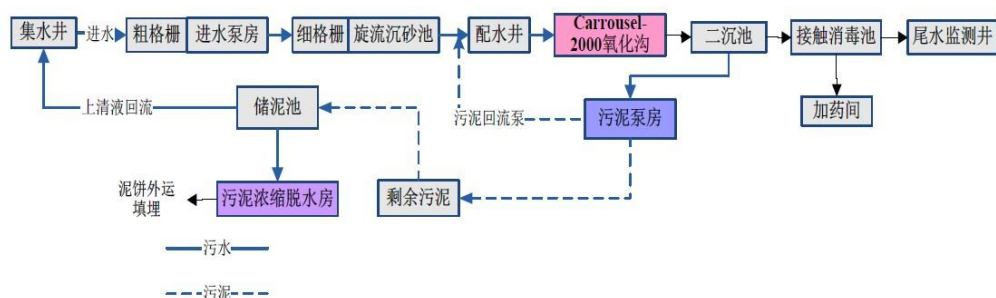 集水井
进水
粗格栅
进水泵房
细格栅
旋流沉砂池
配水井
Carrousel-
2000氧化沟
二沉池
接触消毒池
尾水监测井
上清液回流
储泥池
污泥回流泵
污泥泵房
加药间
泥饼外运
填埋
污泥浓缩脱水房
剩余污泥
污水
污泥